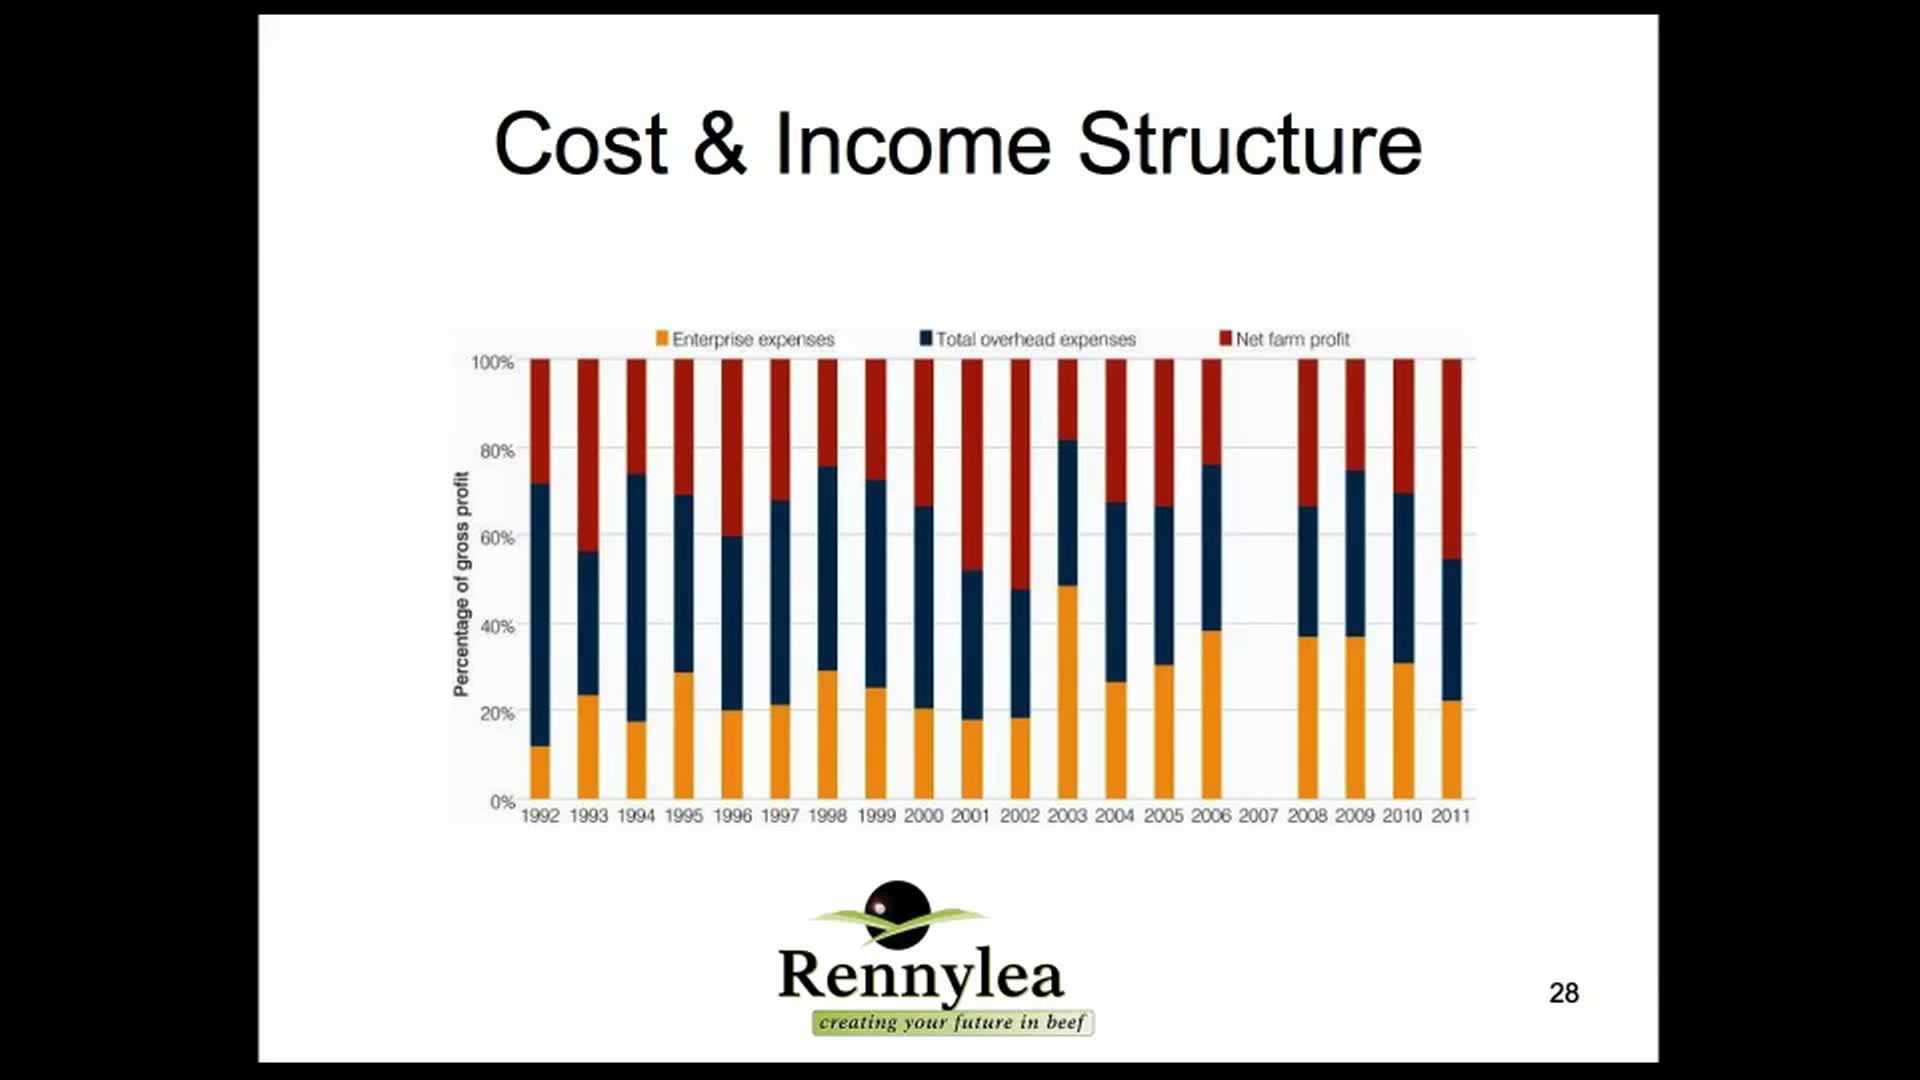 Cost & Income Structure
Enterprise expenses Total overhead expenses Net farm profit
Percentage of gross profit
100%
80%
60%
40%
20%
0%
1992 1993 1994 1995 1996 1997 1998 1999 2000 2001 2002 2003 2004 2005 2006 2007 2008 2009 2010 2011
Rennylea
creating your future in beef
28